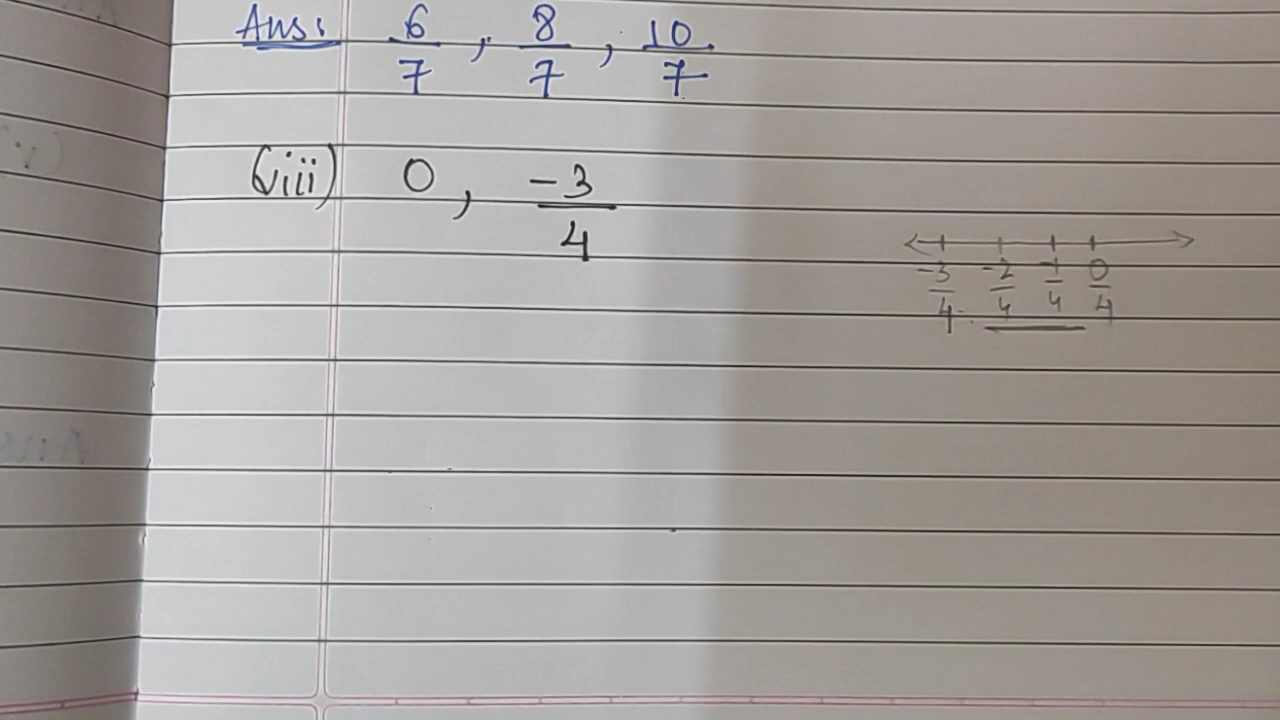 Ans: 6/7, 8/7, 10/7.
(viii) 0, -3/4
-3/4 -2/4 -1/4 0/4